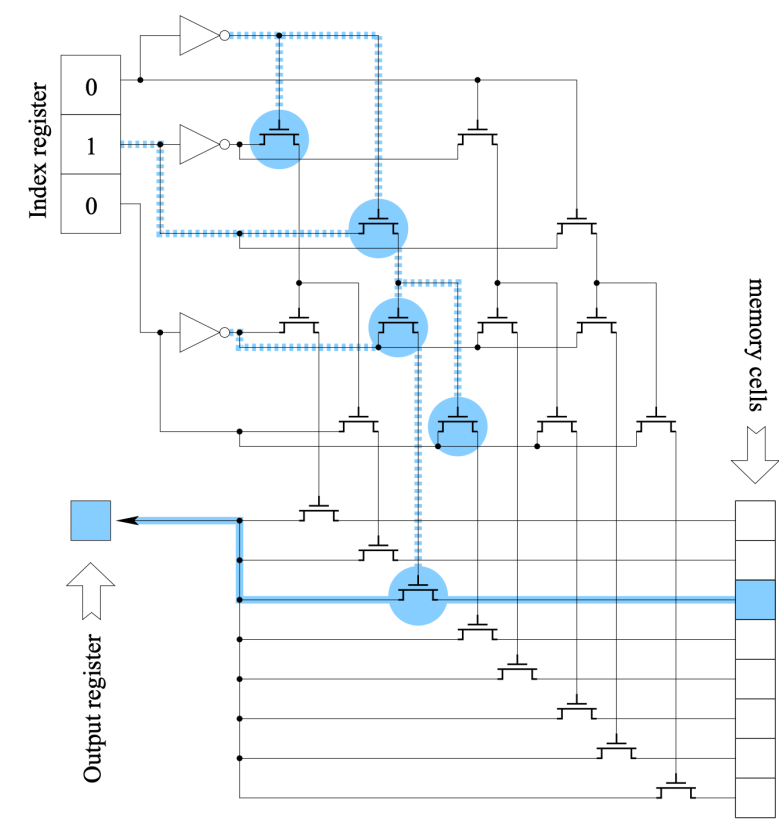 Index register
0
1
0
memory cells
Output register